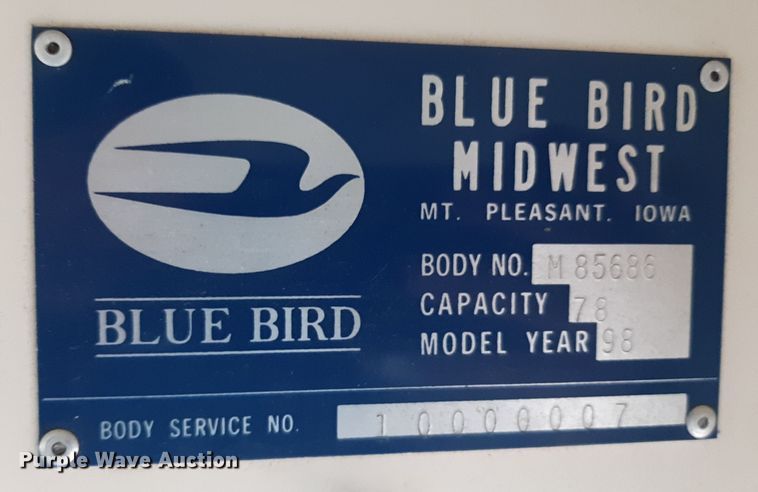 BLUE BIRD
MIDWEST
MT. PLEASANT. IOWA
BODY NO. M 85686
CAPACITY 78
MODEL YEAR 98
BLUE BIRD
BODY SERVICE NO. 10000007
Purple Wave Auction